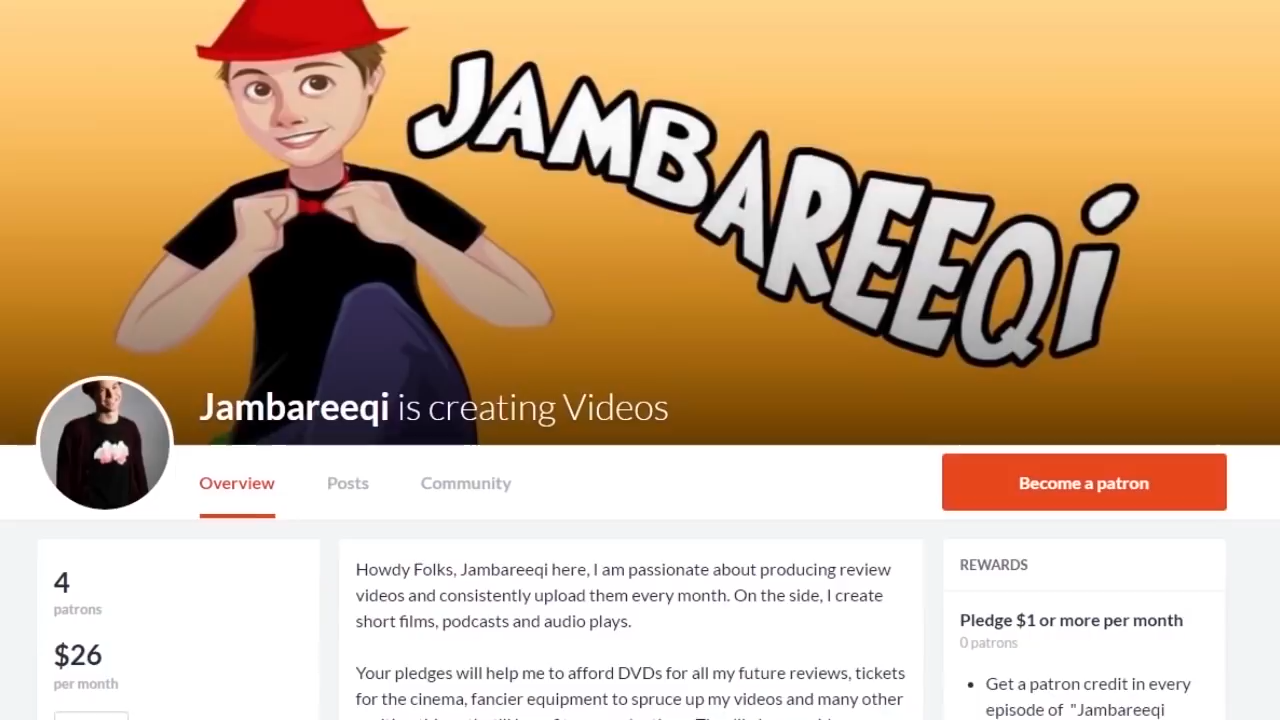 JAMBAREEQi
Jambareeqi is creating Videos
Overview
Posts
Community
Become a patron
4
patrons
$26
per month
Howdy Folks, Jambareeqi here, I am passionate about producing review
videos and consistently upload them every month. On the side, I create
short films, podcasts and audio plays.
Your pledges will help me to afford DVDs for all my future reviews, tickets
for the cinema, fancier equipment to spruce up my videos and many other
REWARDS
Pledge $1 or more per month
0 patrons
• Get a patron credit in every
episode of "Jambareeqi